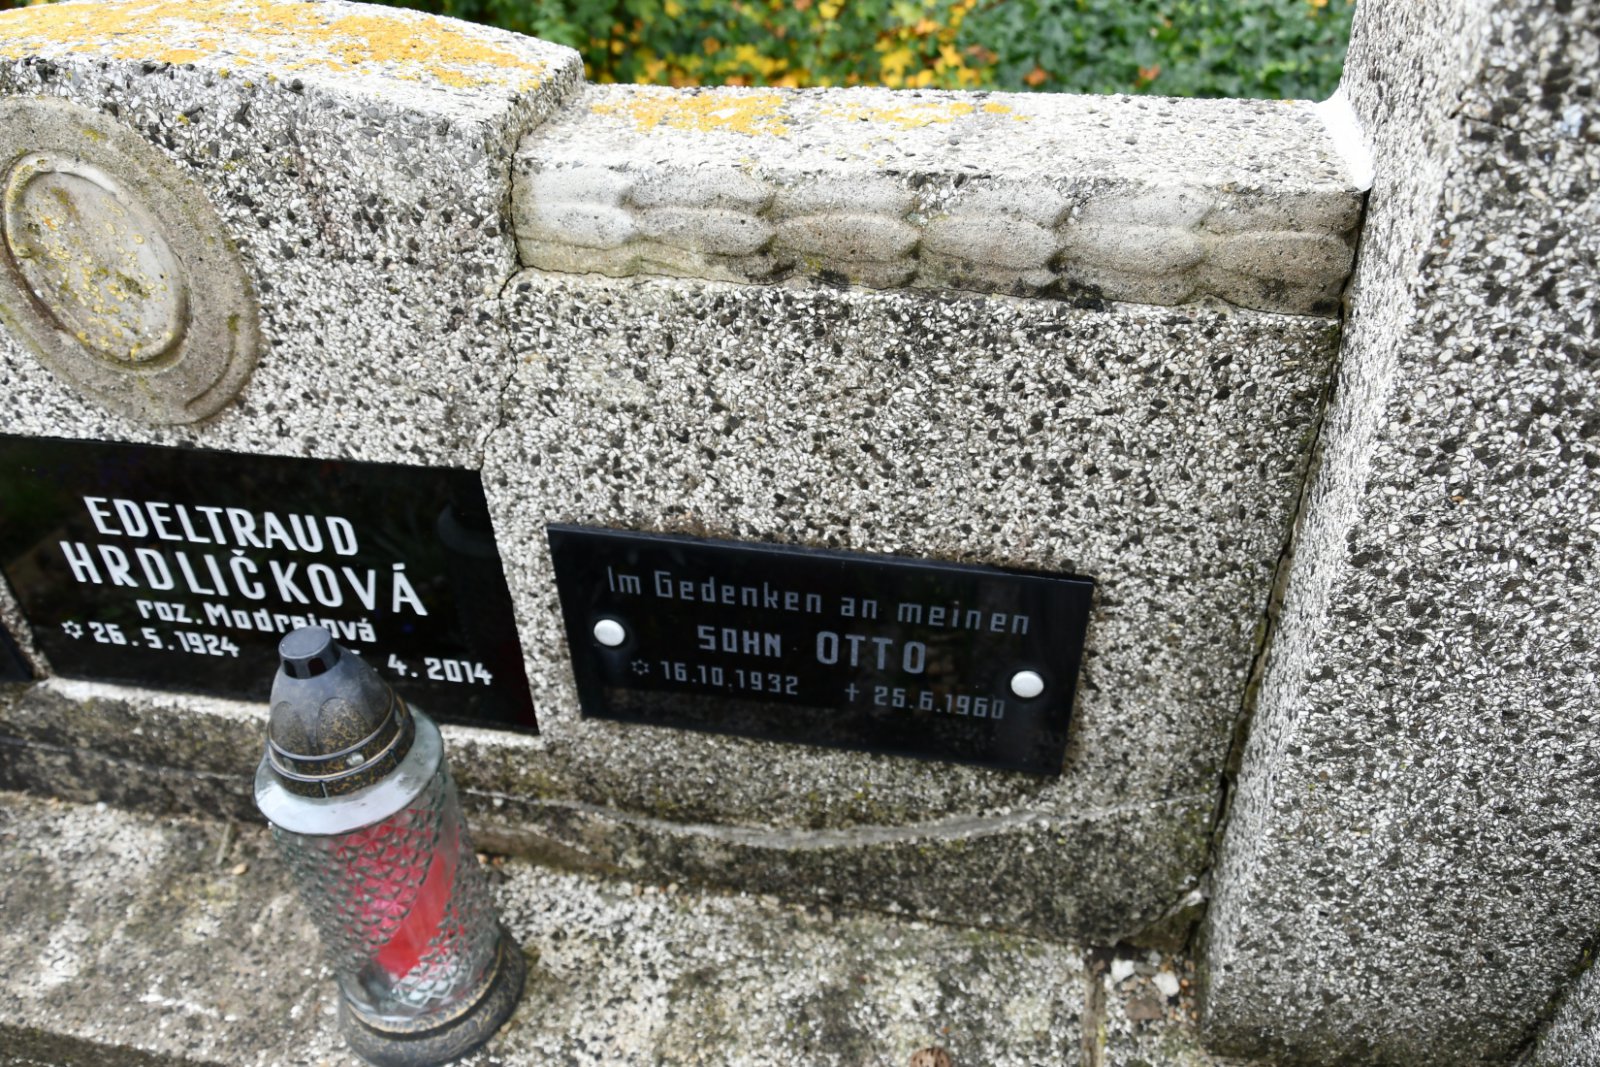 EDELTRAUD
HRDLIČKOVÁ
roz.
26.5.1924 4.2014
Im Gedenken an meinen
SOHN OTTO
16.10.1932 † 25.6.1960